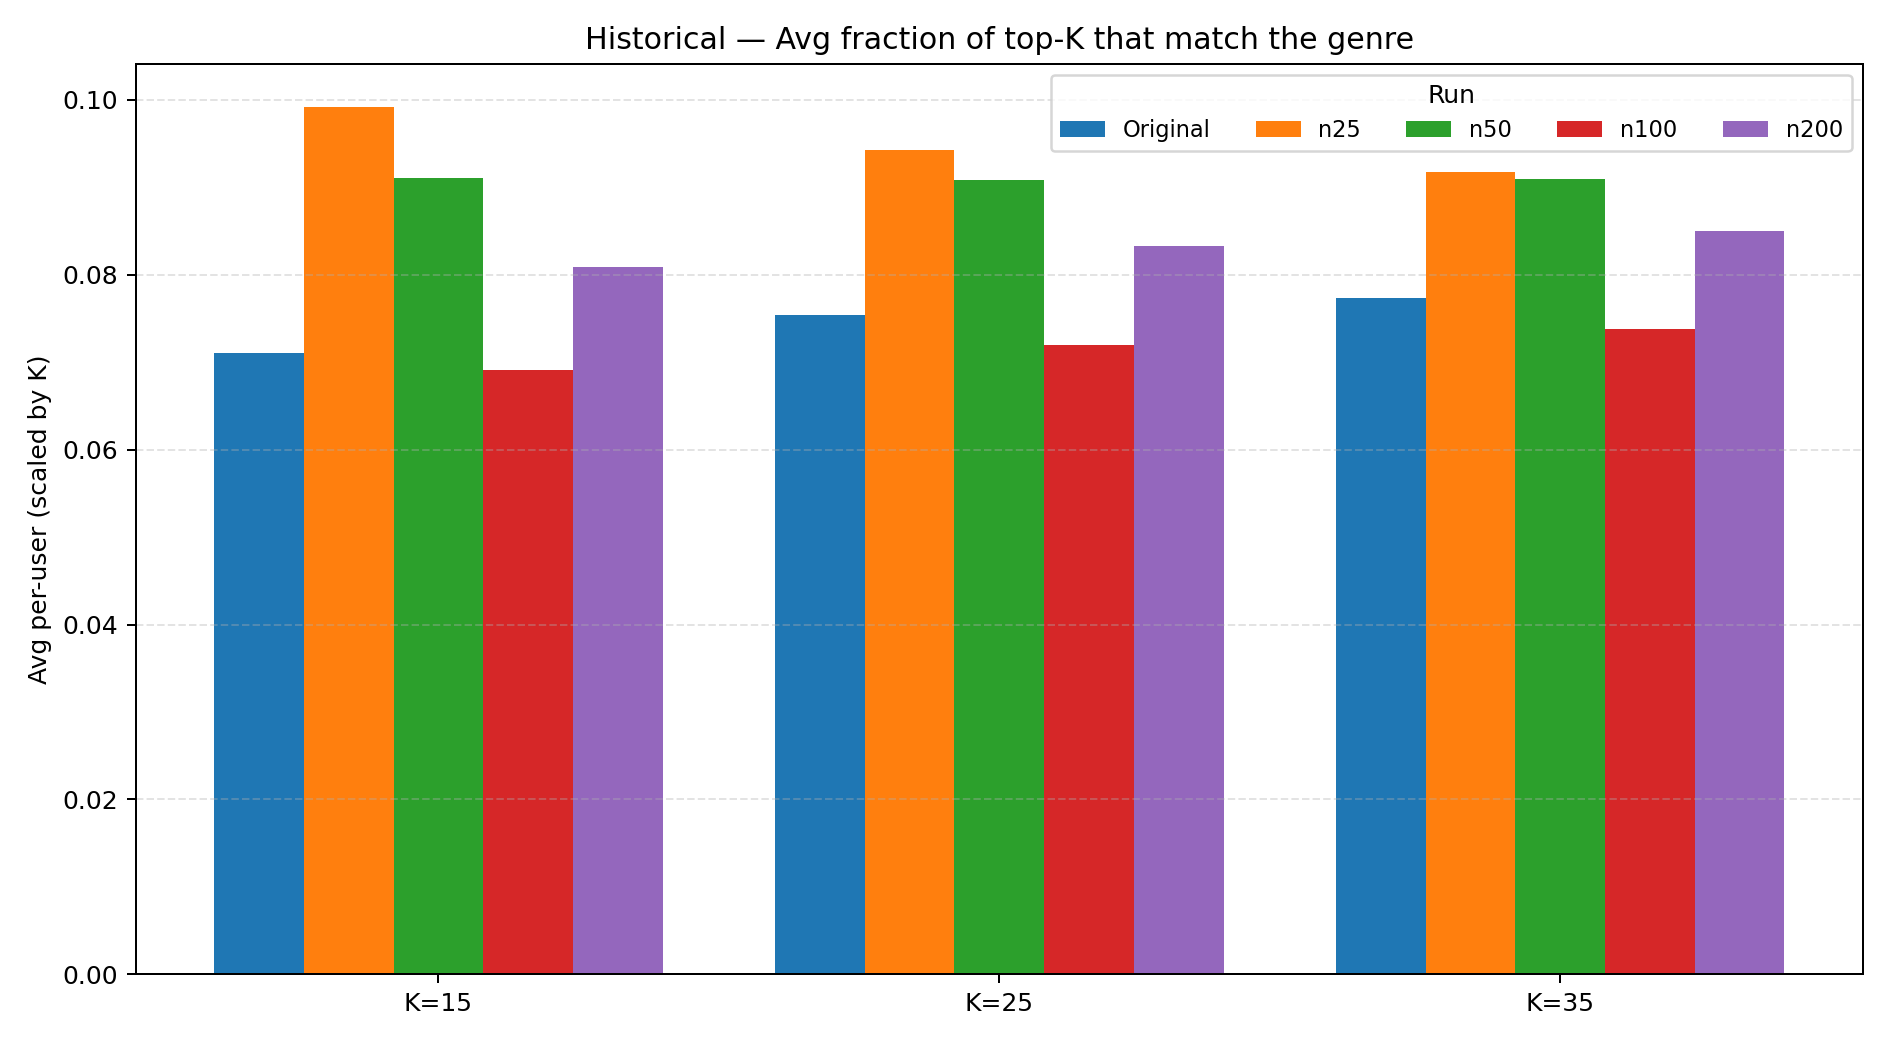 Historical — Avg fraction of top-K that match the genre
Run
Original n25 n50 n100 n200
Avg per-user (scaled by K)
0.10
0.08
0.06
0.04
0.02
0.00
K=15 K=25 K=35